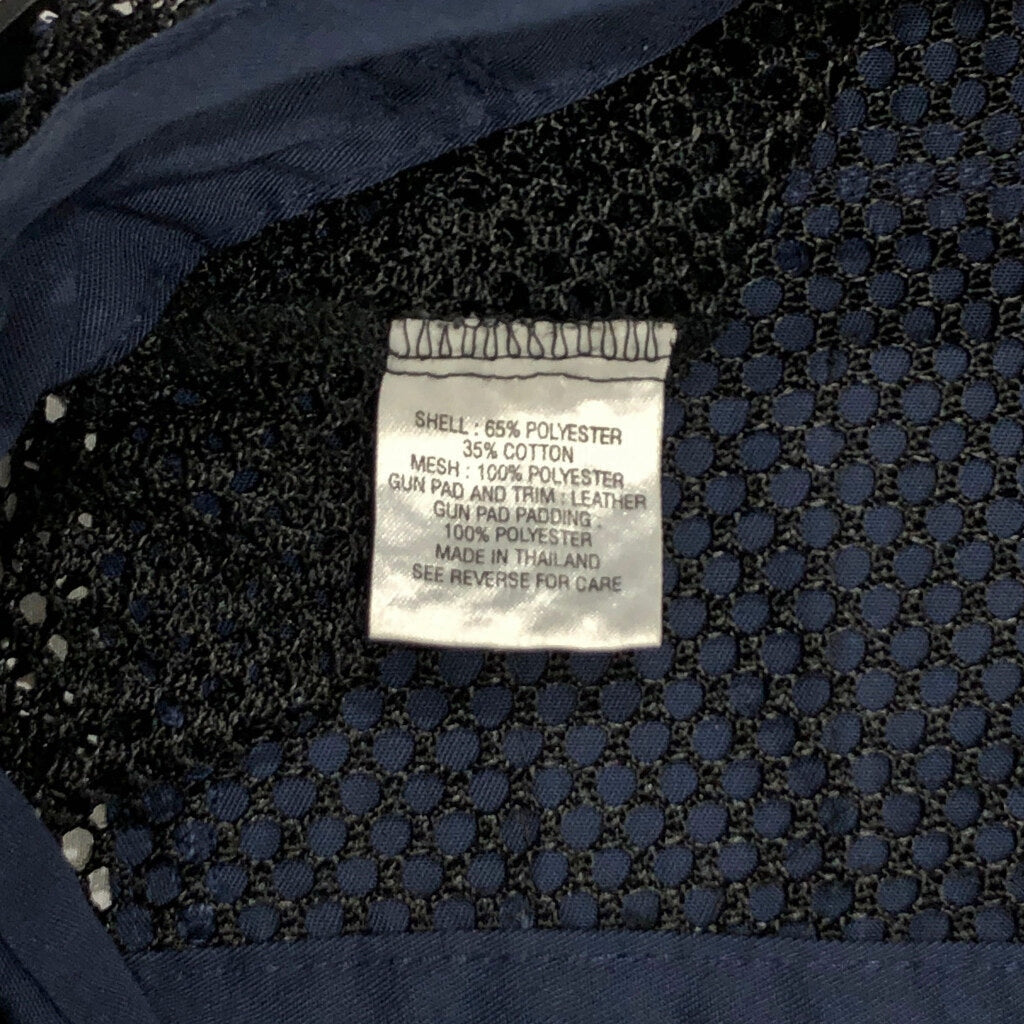 SHELL : 65% POLYESTER
35% COTTON
MESH : 100% POLYESTER
GUN PAD AND TRIM : LEATHER
GUN PAD PADDING :
100% POLYESTER
MADE IN THAILAND
SEE REVERSE FOR CARE